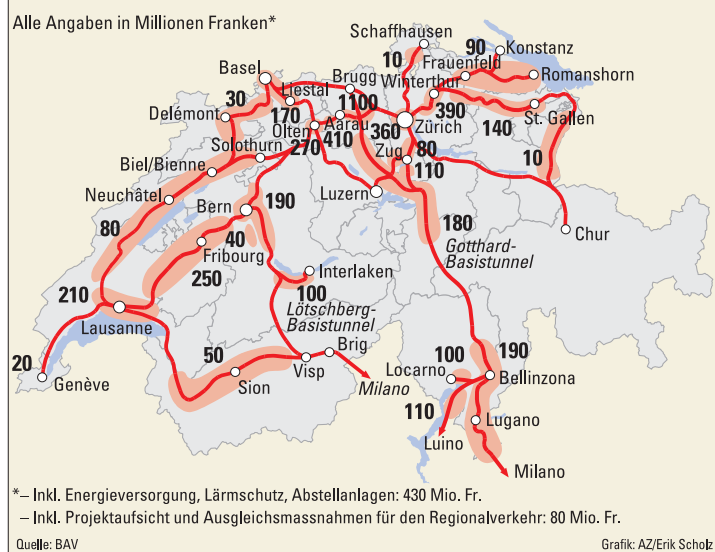 Alle Angaben in Millionen Franken*
Schaffhausen
10
90
Konstanz
Frauenfeld
Basel
Brugg
Winterthur
Romanshorn
Liestal
30
1100
390
Delémont
170
Aarau
Olten
410
360
Zürich
St. Gallen
140
Solothurn
270
80
Zug
110
10
Biel/Bienne
Neuchâtel
Luzern
190
Bern
180
Chur
80
40
Fribourg
Gotthard-
Basistunnel
250
Interlaken
100
210
Lötschberg-
Basistunnel
Lausanne
50
Brig
100
190
20
Visp
Locarno
Bellinzona
Genève
Sion
Milano
110
Lugano
Luino
Milano
*– Inkl. Energieversorgung, Lärmschutz, Abstellanlagen: 430 Mio. Fr.
– Inkl. Projektaufsicht und Ausgleichsmassnahmen für den Regionalverkehr: 80 Mio. Fr.
Quelle: BAV
Grafik: AZ/Erik Scholz